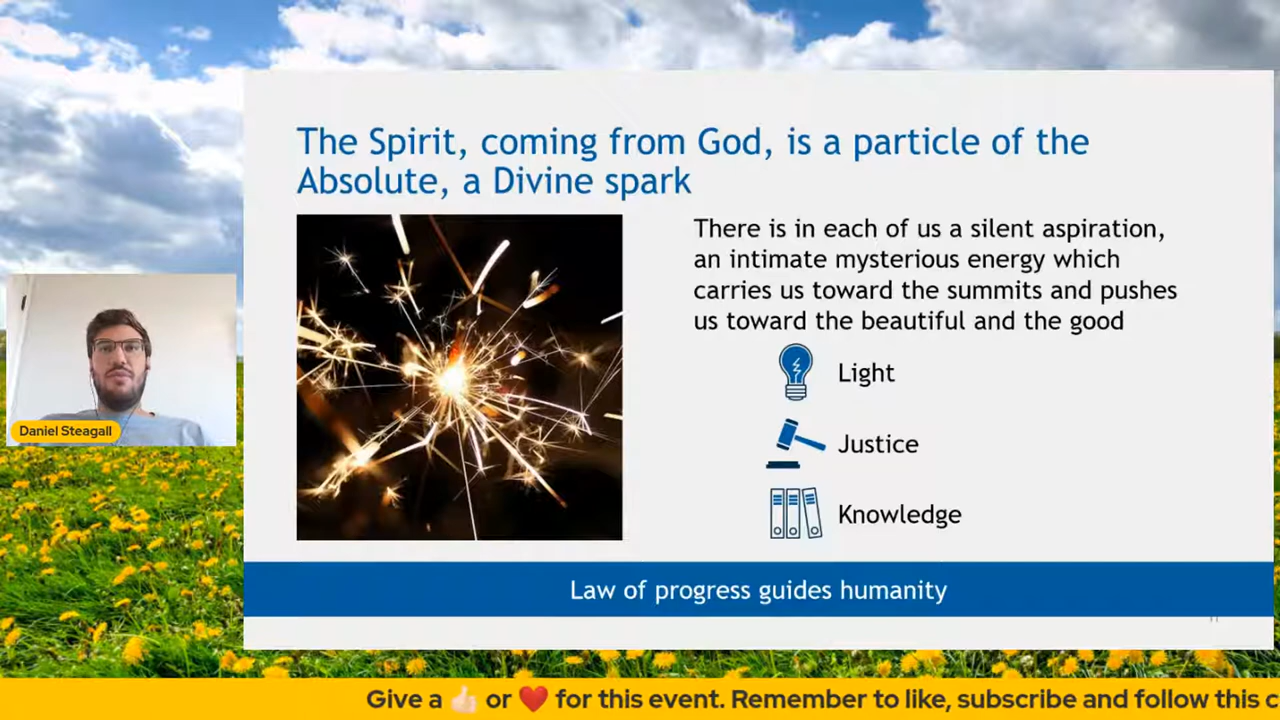 The Spirit, coming from God, is a particle of the
Absolute, a Divine spark
There is in each of us a silent aspiration,
an intimate mysterious energy which
carries us toward the summits and pushes
us toward the beautiful and the good
Light
Justice
Knowledge
Law of progress guides humanity
Daniel Steagall
Give a 👍🏻 or ❤️ for this event. Remember to like, subscribe and follow this c